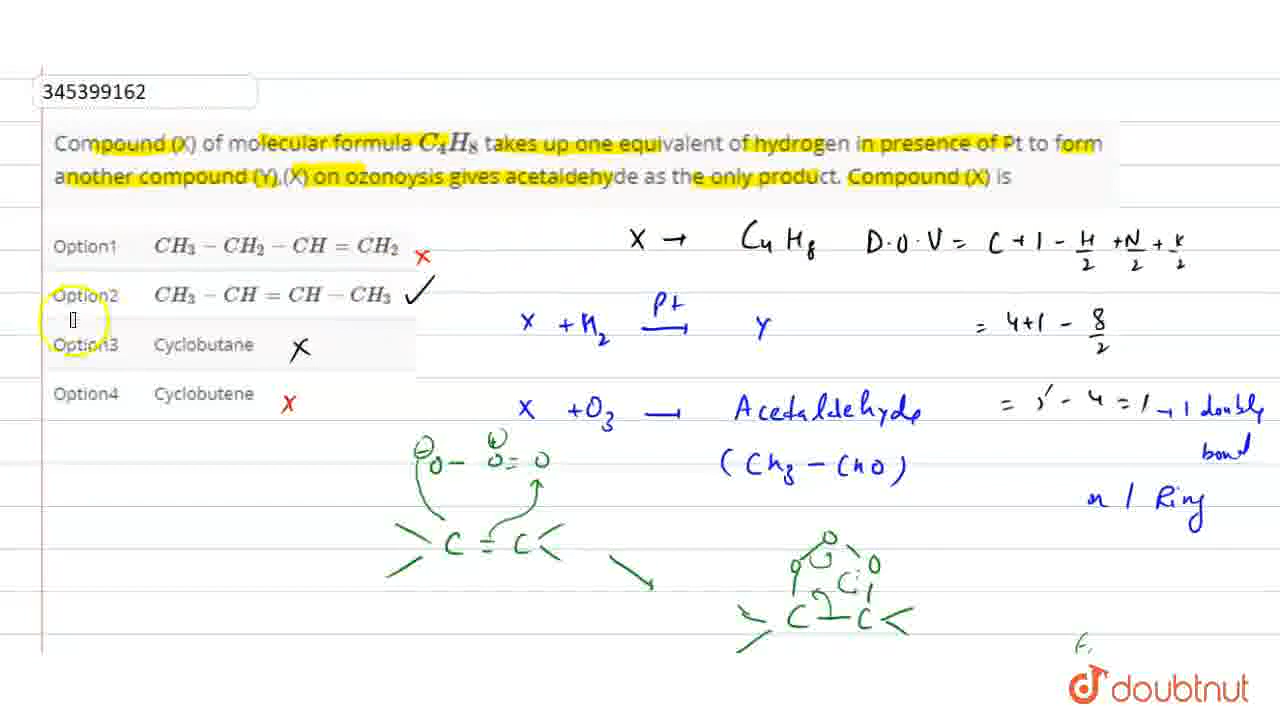 345399162
Compound (X) of molecular formula C₄H₈ takes up one equivalent of hydrogen in presence of Pt to form
another compound (Y),(X) on ozonoysis gives acetaldehyde as the only product. Compound (X) is
Option1 CH₃ − CH₂ − CH = CH₂ x
Option2 CH₃ − CH = CH − CH₃ ✓
Option3 Cyclobutane x
Option4 Cyclobutene x
X → C₄H₈ D.O.V = C+1 − H/2 + N/2 +
= 4+1 − 8/2
X + H₂ Pt → Y
= 5 − 4 = 1 → 1 double
bond
X + O₃ → Acetaldehyde
(CH₃ − CHO)
1 Ring
⊖O − O⊕ = O
C = C
O
O O
C − C
doubtnut